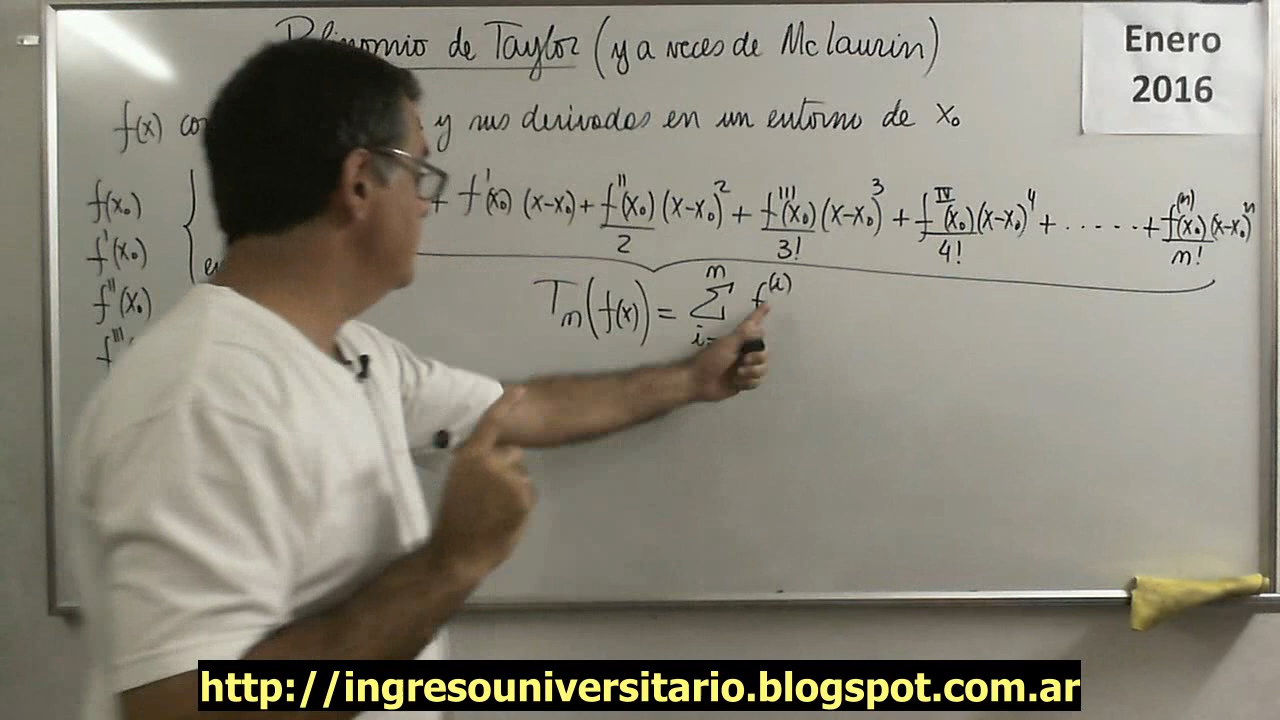 de Taylor (y a veces de Mc laurin)
Enero
2016
f(x) y sus derivadas en un entorno de x₀
f(x₀)
f'(x₀)
f''(x₀)
f'''
+ f'(x₀) (x-x₀) + f''(x₀)/2 (x-x₀)² + f'''(x₀)/3! (x-x₀)³ + f^IV(x₀)/4! (x-x₀)⁴ + ...... + f^(n)(x₀)/n! (x-x₀)ⁿ
Tₙ(f(x)) = Σ n i= f^(i)
http://ingresouniversitario.blogspot.com.ar